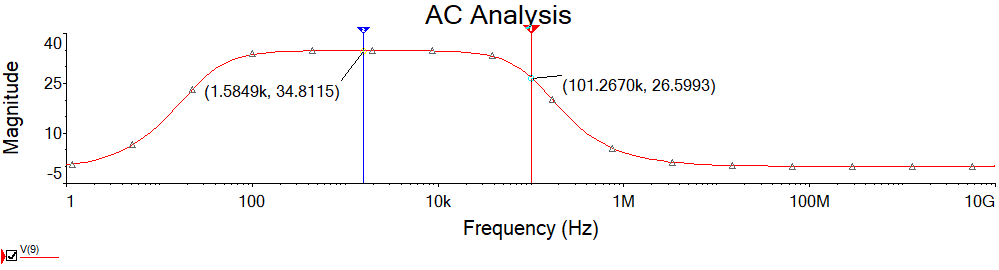 AC Analysis
40
25
10
-5
Magnitude
(1.5849k, 34.8115)
(101.2670k, 26.5993)
1 100 10k 1M 100M 10G
Frequency (Hz)
V(9)